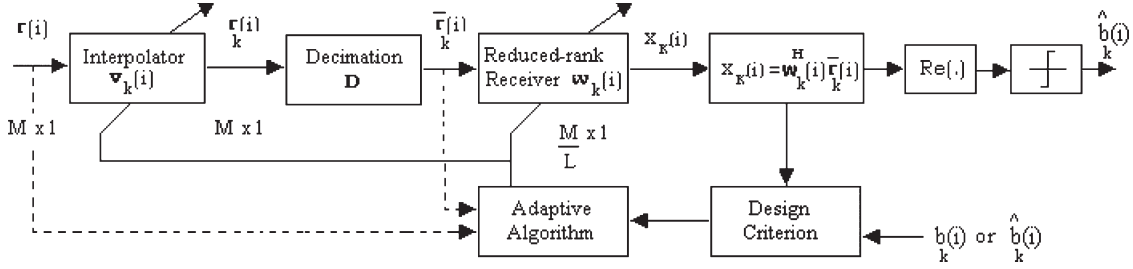 r(i)
M x 1
Interpolator
v_k(i)
r_k(i)
M x 1
Decimation
D
r̅_k(i)
Reduced-rank
Receiver w_k(i)
M/L x 1
x_K(i)
x_K(i) = w_k^H(i) r̅_k(i)
Re(.)
b̂_k(i)
Adaptive
Algorithm
Design
Criterion
b_k(i) or b̂_k(i)